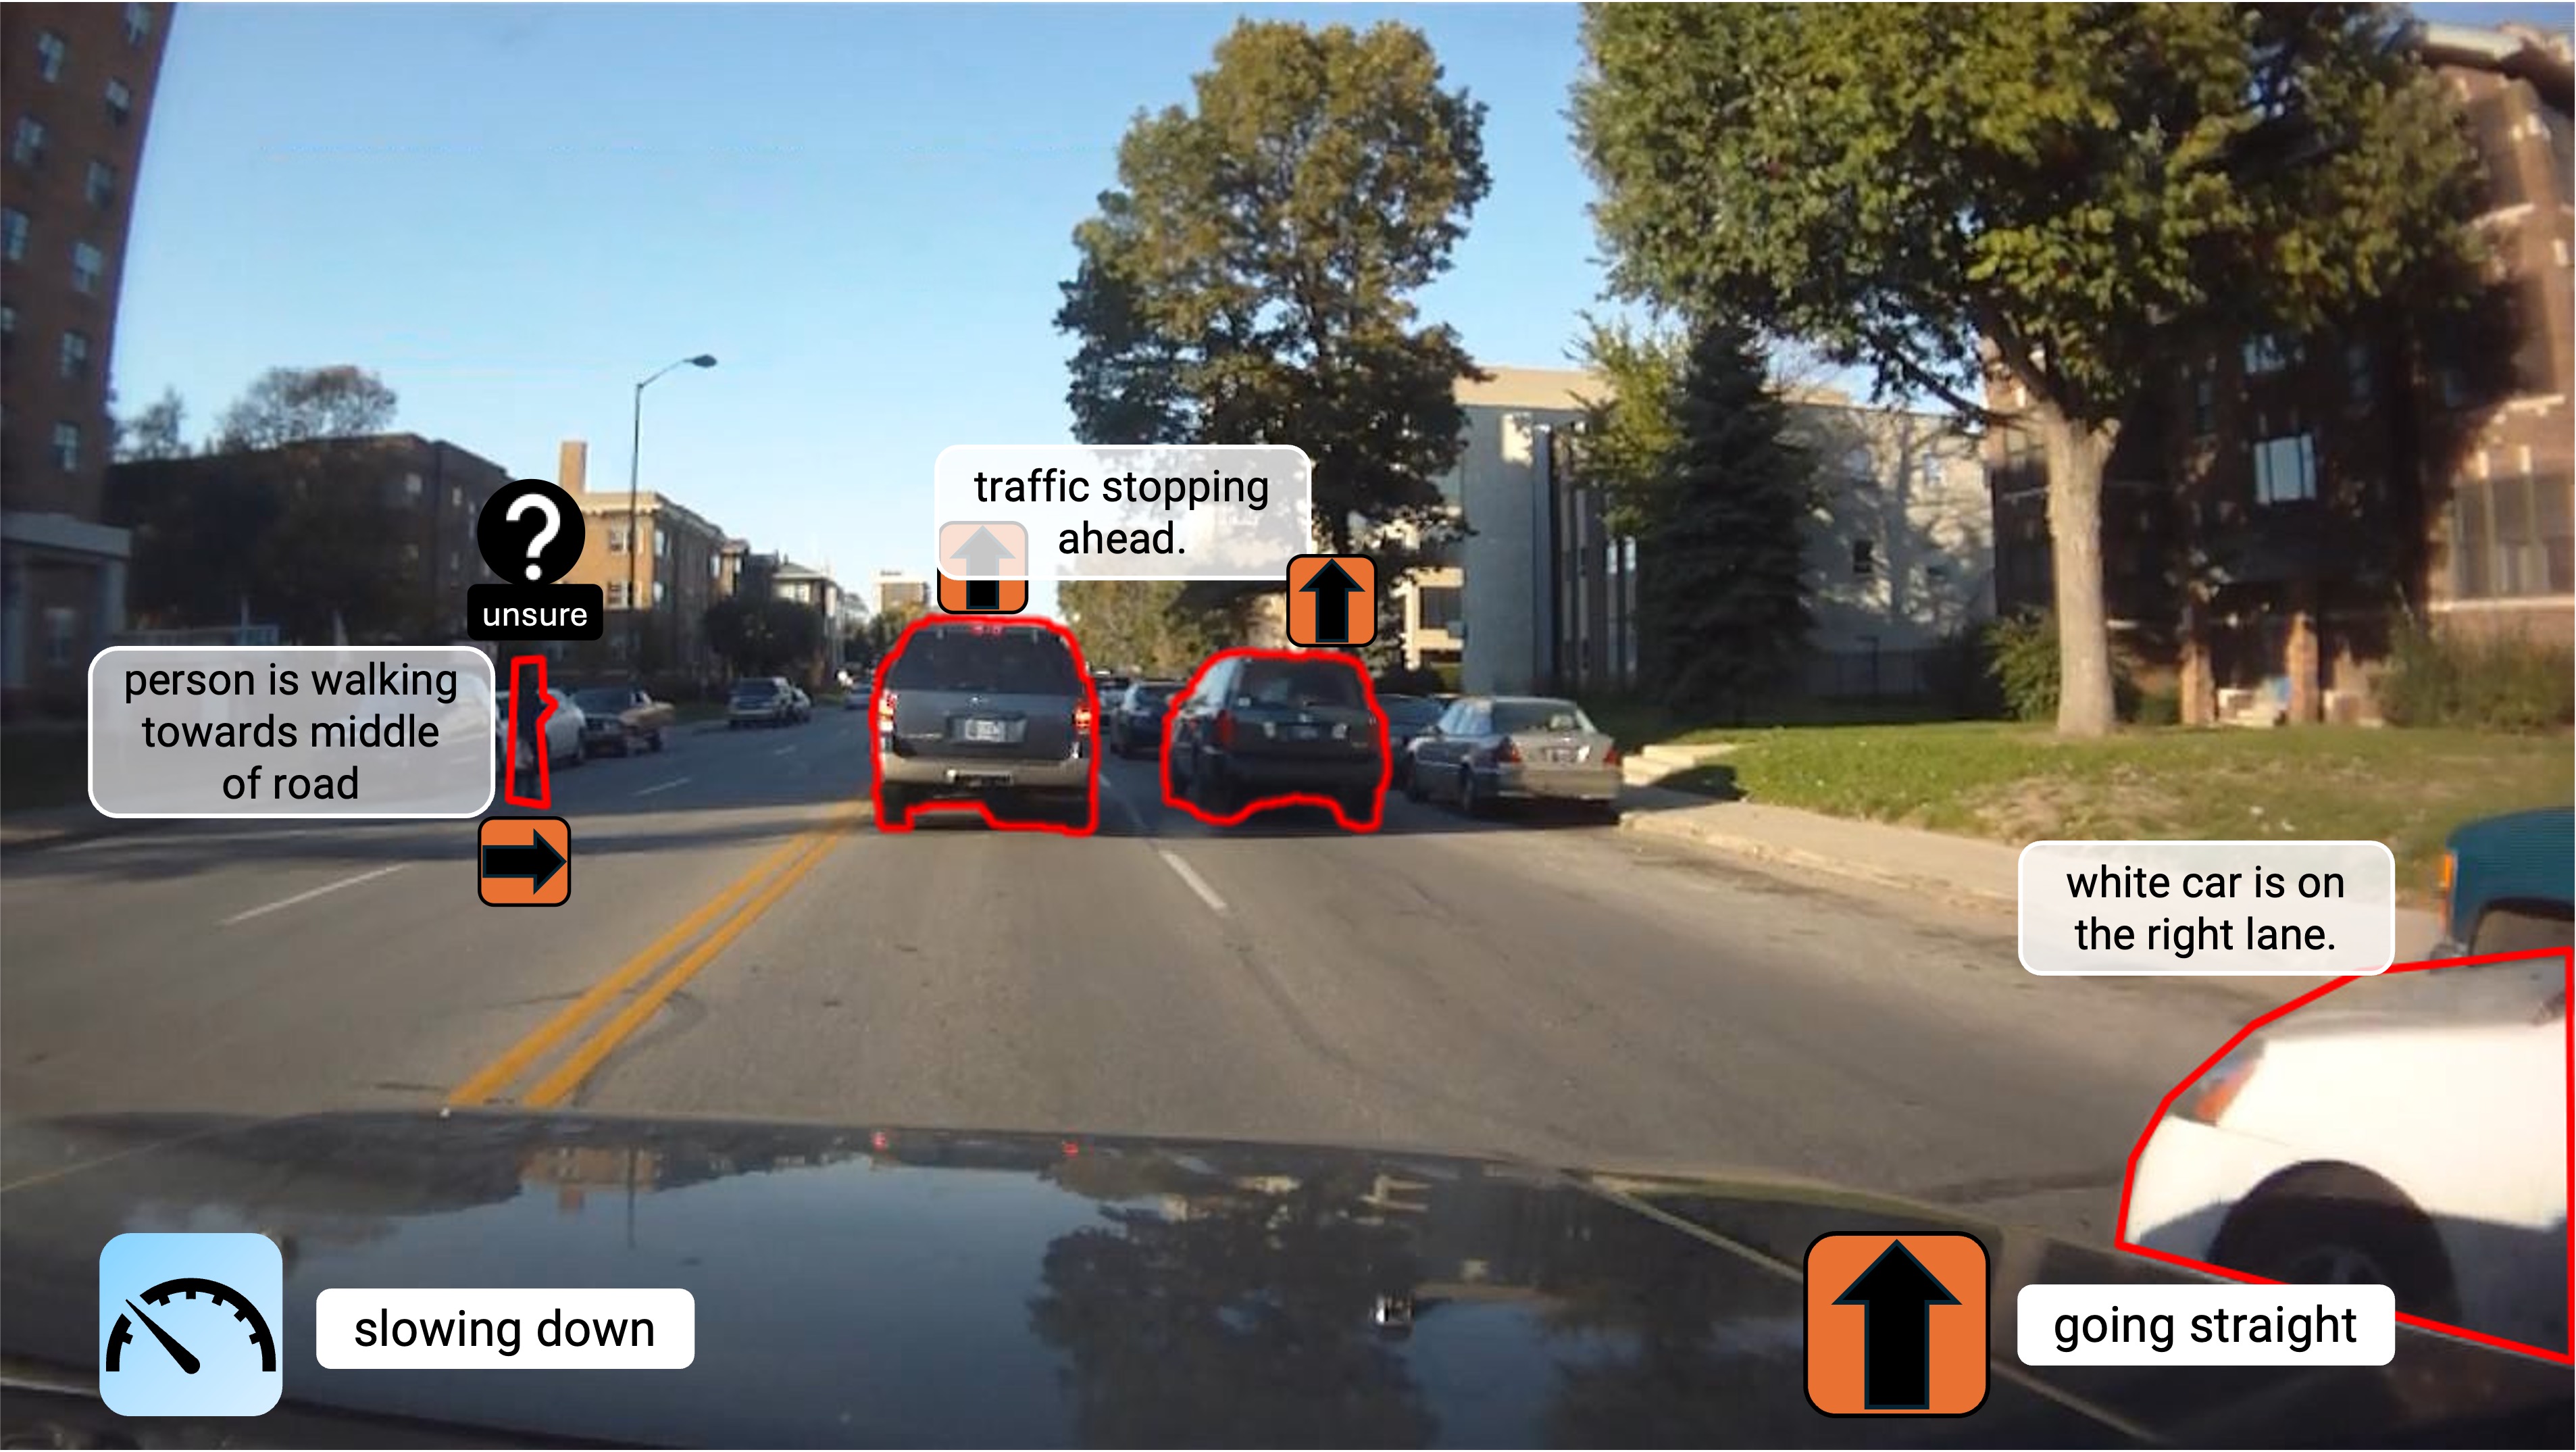 traffic stopping
ahead.
?
unsure
person is walking
towards middle
of road
white car is on
the right lane.
slowing down
going straight